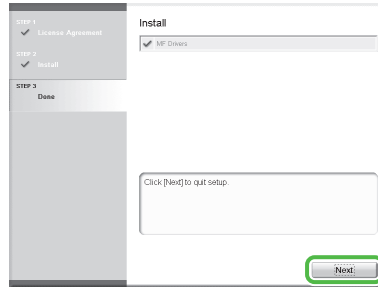 STEP 1
License Agreement
STEP 2
Install
STEP 3
Done
Install
MF Drivers
Click [Next] to quit setup.
Next